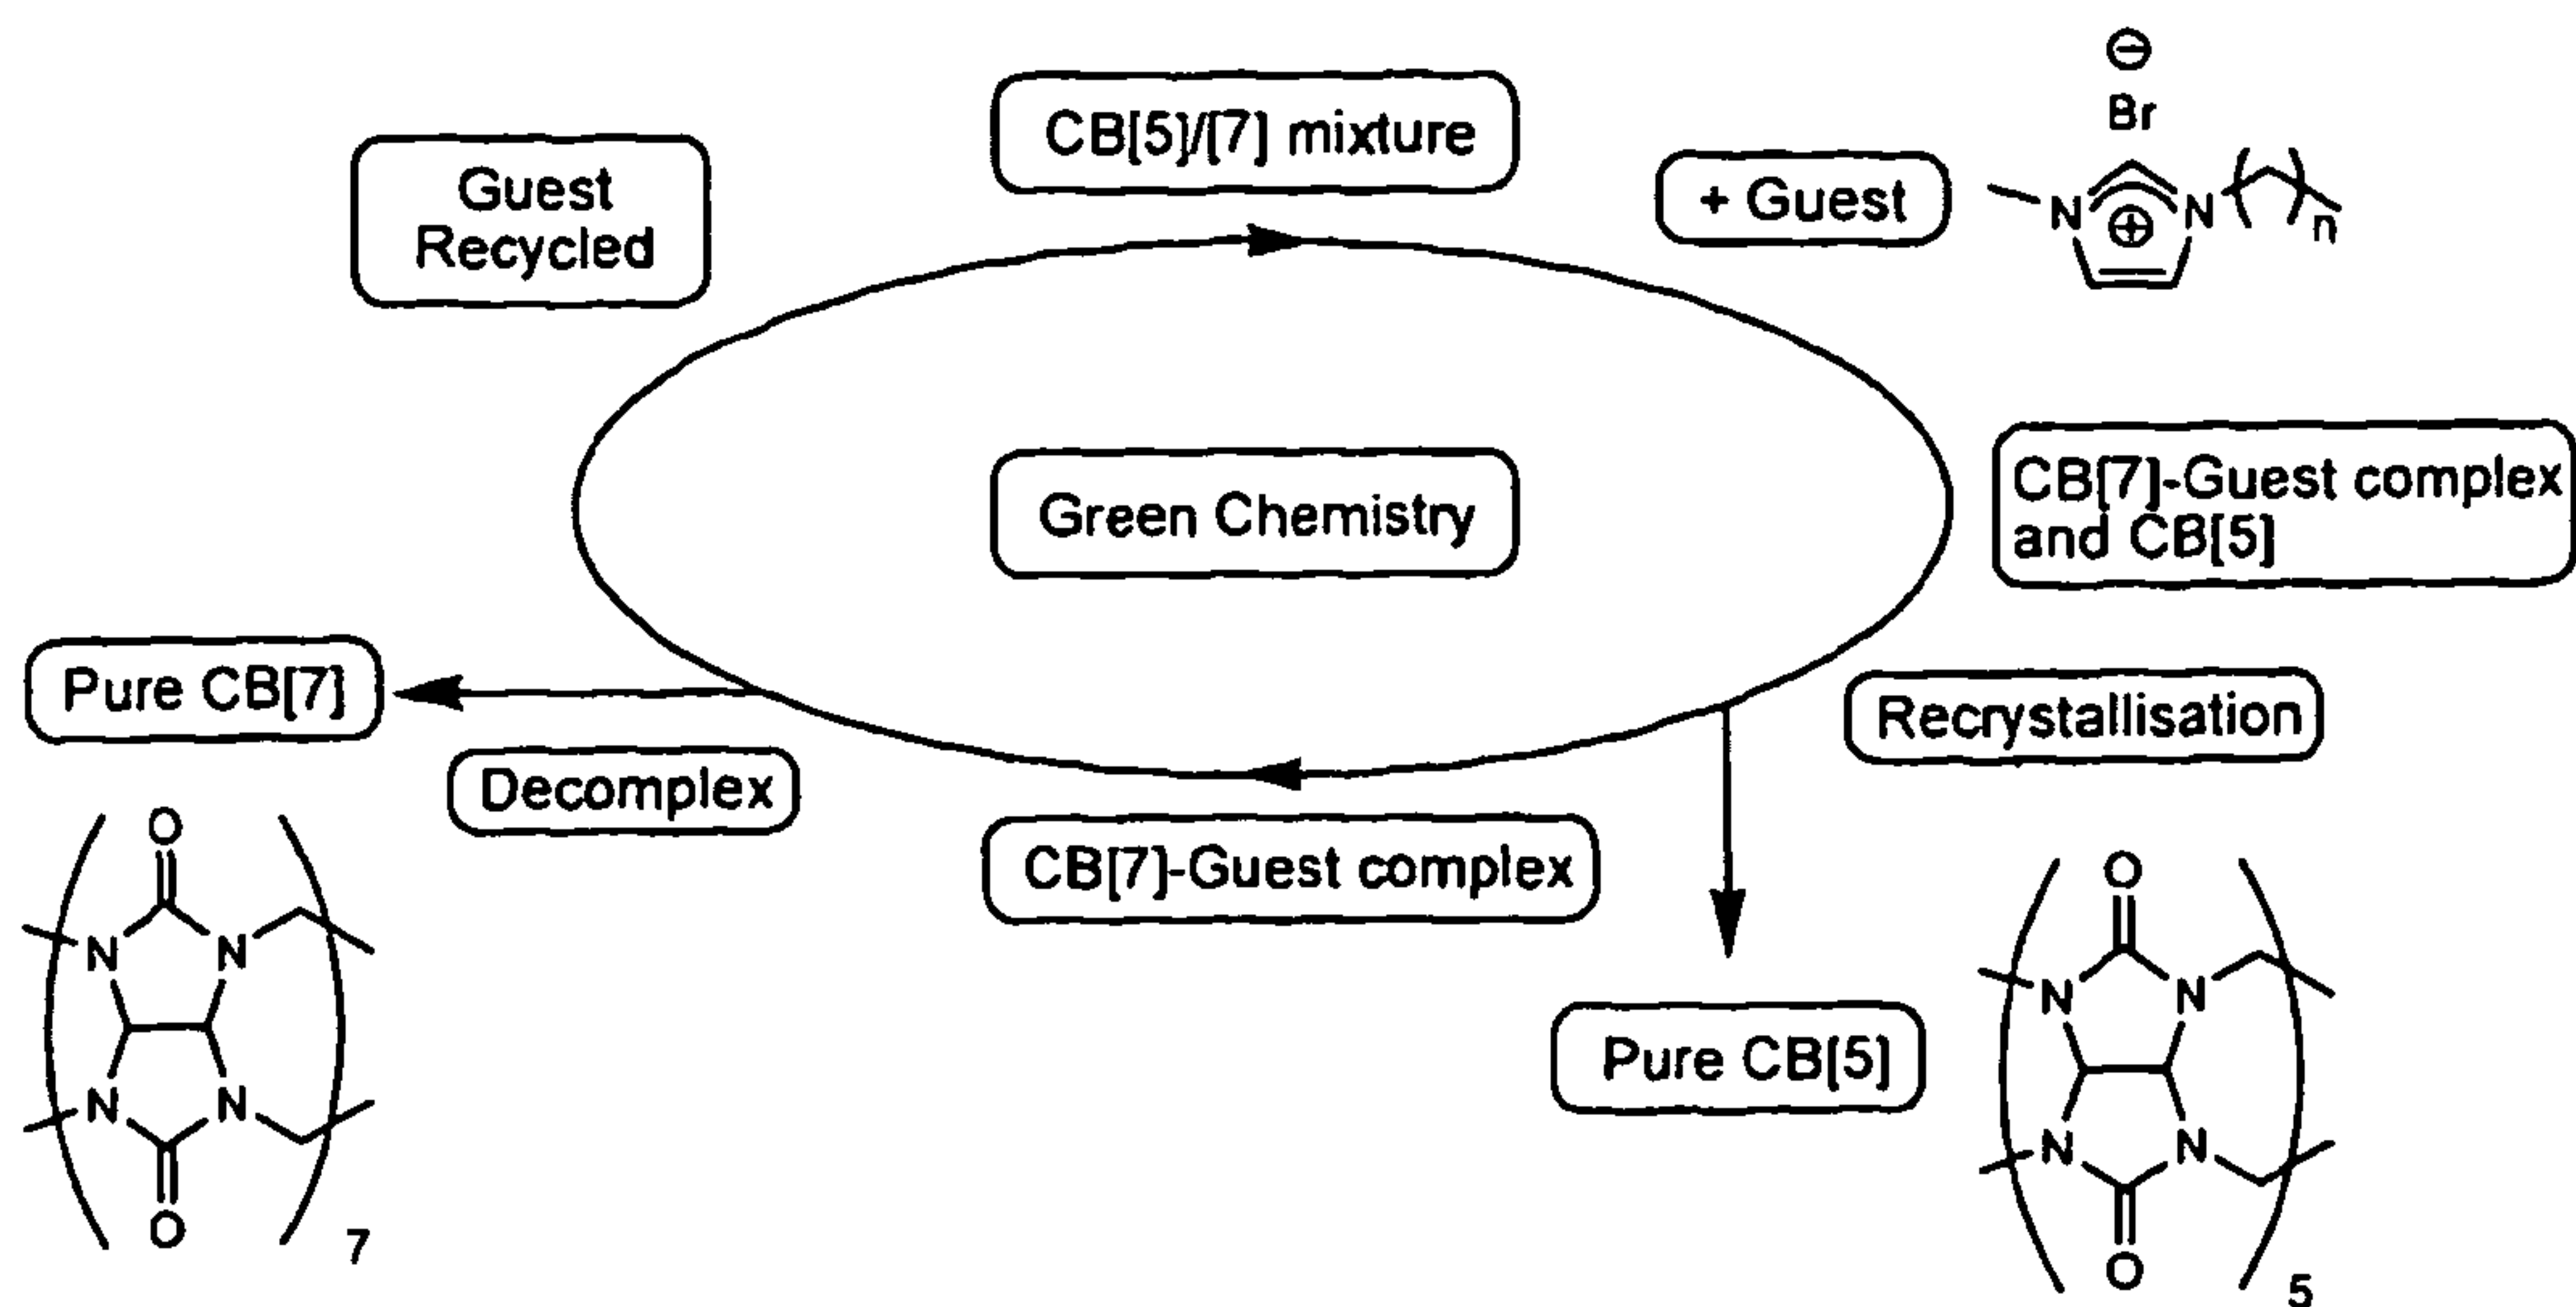 CB[5]/[7] mixture
Guest
Recycled
+ Guest
⊖
Br
N ⊕ N
n
Green Chemistry
CB[7]-Guest complex
and CB[5]
Pure CB[7]
Decomplex
Recrystallisation
CB[7]-Guest complex
Pure CB[5]
O
N N
N N
O
7
O
N N
N N
O
5